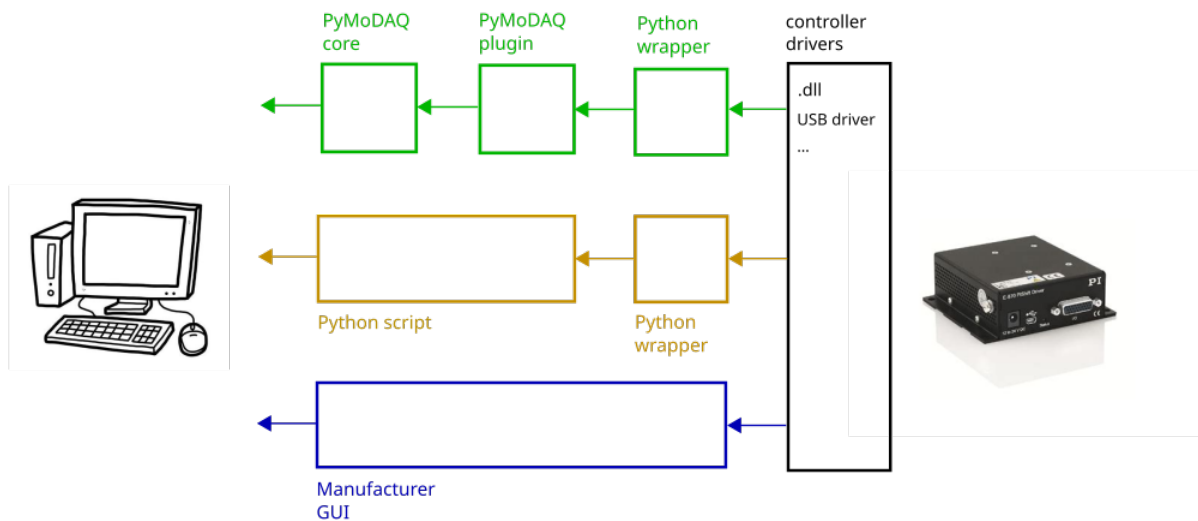 PyMoDAQ
core
PyMoDAQ
plugin
Python
wrapper
controller
drivers
.dll
USB driver
...
Python script
Python
wrapper
Manufacturer
GUI
PI